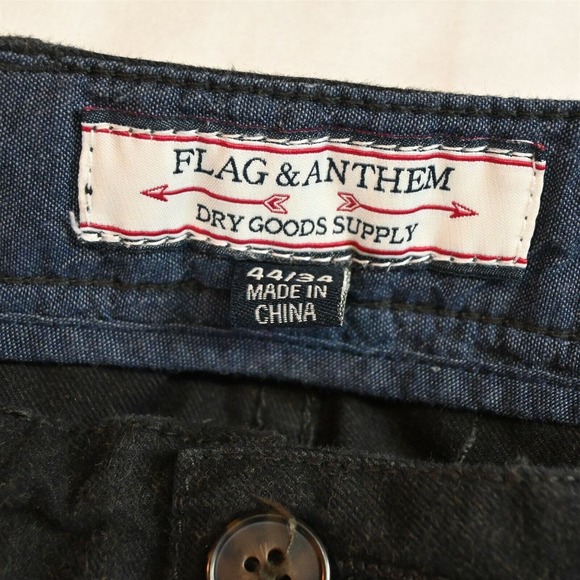 FLAG & ANTHEM
DRY GOODS SUPPLY
44/34
MADE IN
CHINA